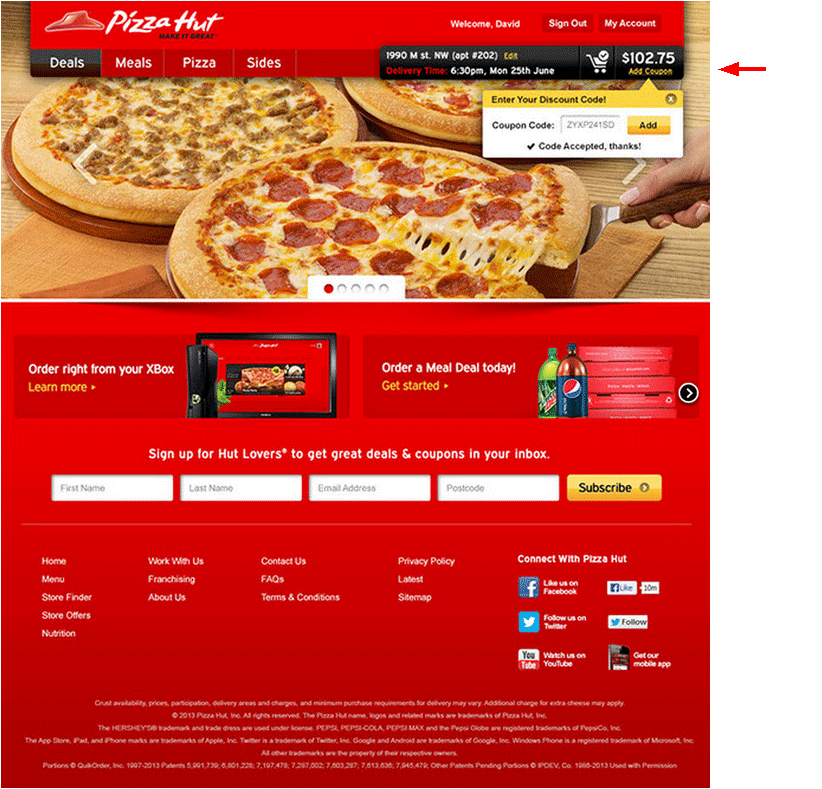 Pizza Hut
MAKE IT GREAT™
Welcome, David
Sign Out
My Account
Deals
Meals
Pizza
Sides
1990 M st. NW (apt #202) Edit
Delivery Time: 6:30pm, Mon 25th June
$102.75
Add Coupon
Enter Your Discount Code!
Coupon Code: ZYXP241SD Add
✔ Code Accepted, thanks!
Order right from your XBox
Learn more ▸
Order a Meal Deal today!
Get started ▸
Sign up for Hut Lovers® to get great deals & coupons in your inbox.
First Name
Last Name
Email Address
Postcode
Subscribe
Home
Menu
Store Finder
Store Offers
Nutrition
Work With Us
Franchising
About Us
Contact Us
FAQs
Terms & Conditions
Privacy Policy
Latest
Sitemap
Connect With Pizza Hut
Like us on
Facebook
Like 10m
Follow us on
Twitter
Follow
You
Tube
Watch us on
YouTube
Get our
mobile app
Crust availability, prices, participation, delivery areas and charges, and minimum purchase requirements for delivery may vary. Additional charge for extra cheese may apply.
© 2013 Pizza Hut, Inc. All rights reserved. The Pizza Hut name, logos and related marks are trademarks of Pizza Hut, Inc.
The HERSHEY'S® trademark and trade dress are used under license. PEPSI, PEPSI-COLA, PEPSI MAX and the Pepsi Globe are registered trademarks of PepsiCo, Inc.
The App Store, iPad, and iPhone marks are trademarks of Apple, Inc. Twitter is a trademark of Twitter, Inc. Google and Android are trademarks of Google, Inc. Windows Phone is a registered trademark of Microsoft, Inc.
All other trademarks are the property of their respective owners.
Portions © QuikOrder, Inc. 1997-2013 Patents 5,991,739; 6,801,228; 7,197,478; 7,287,002; 7,603,287; 7,613,636; 7,945,479; Other Patents Pending Portions © IPDEV, Co. 1986-2013 Used with Permission